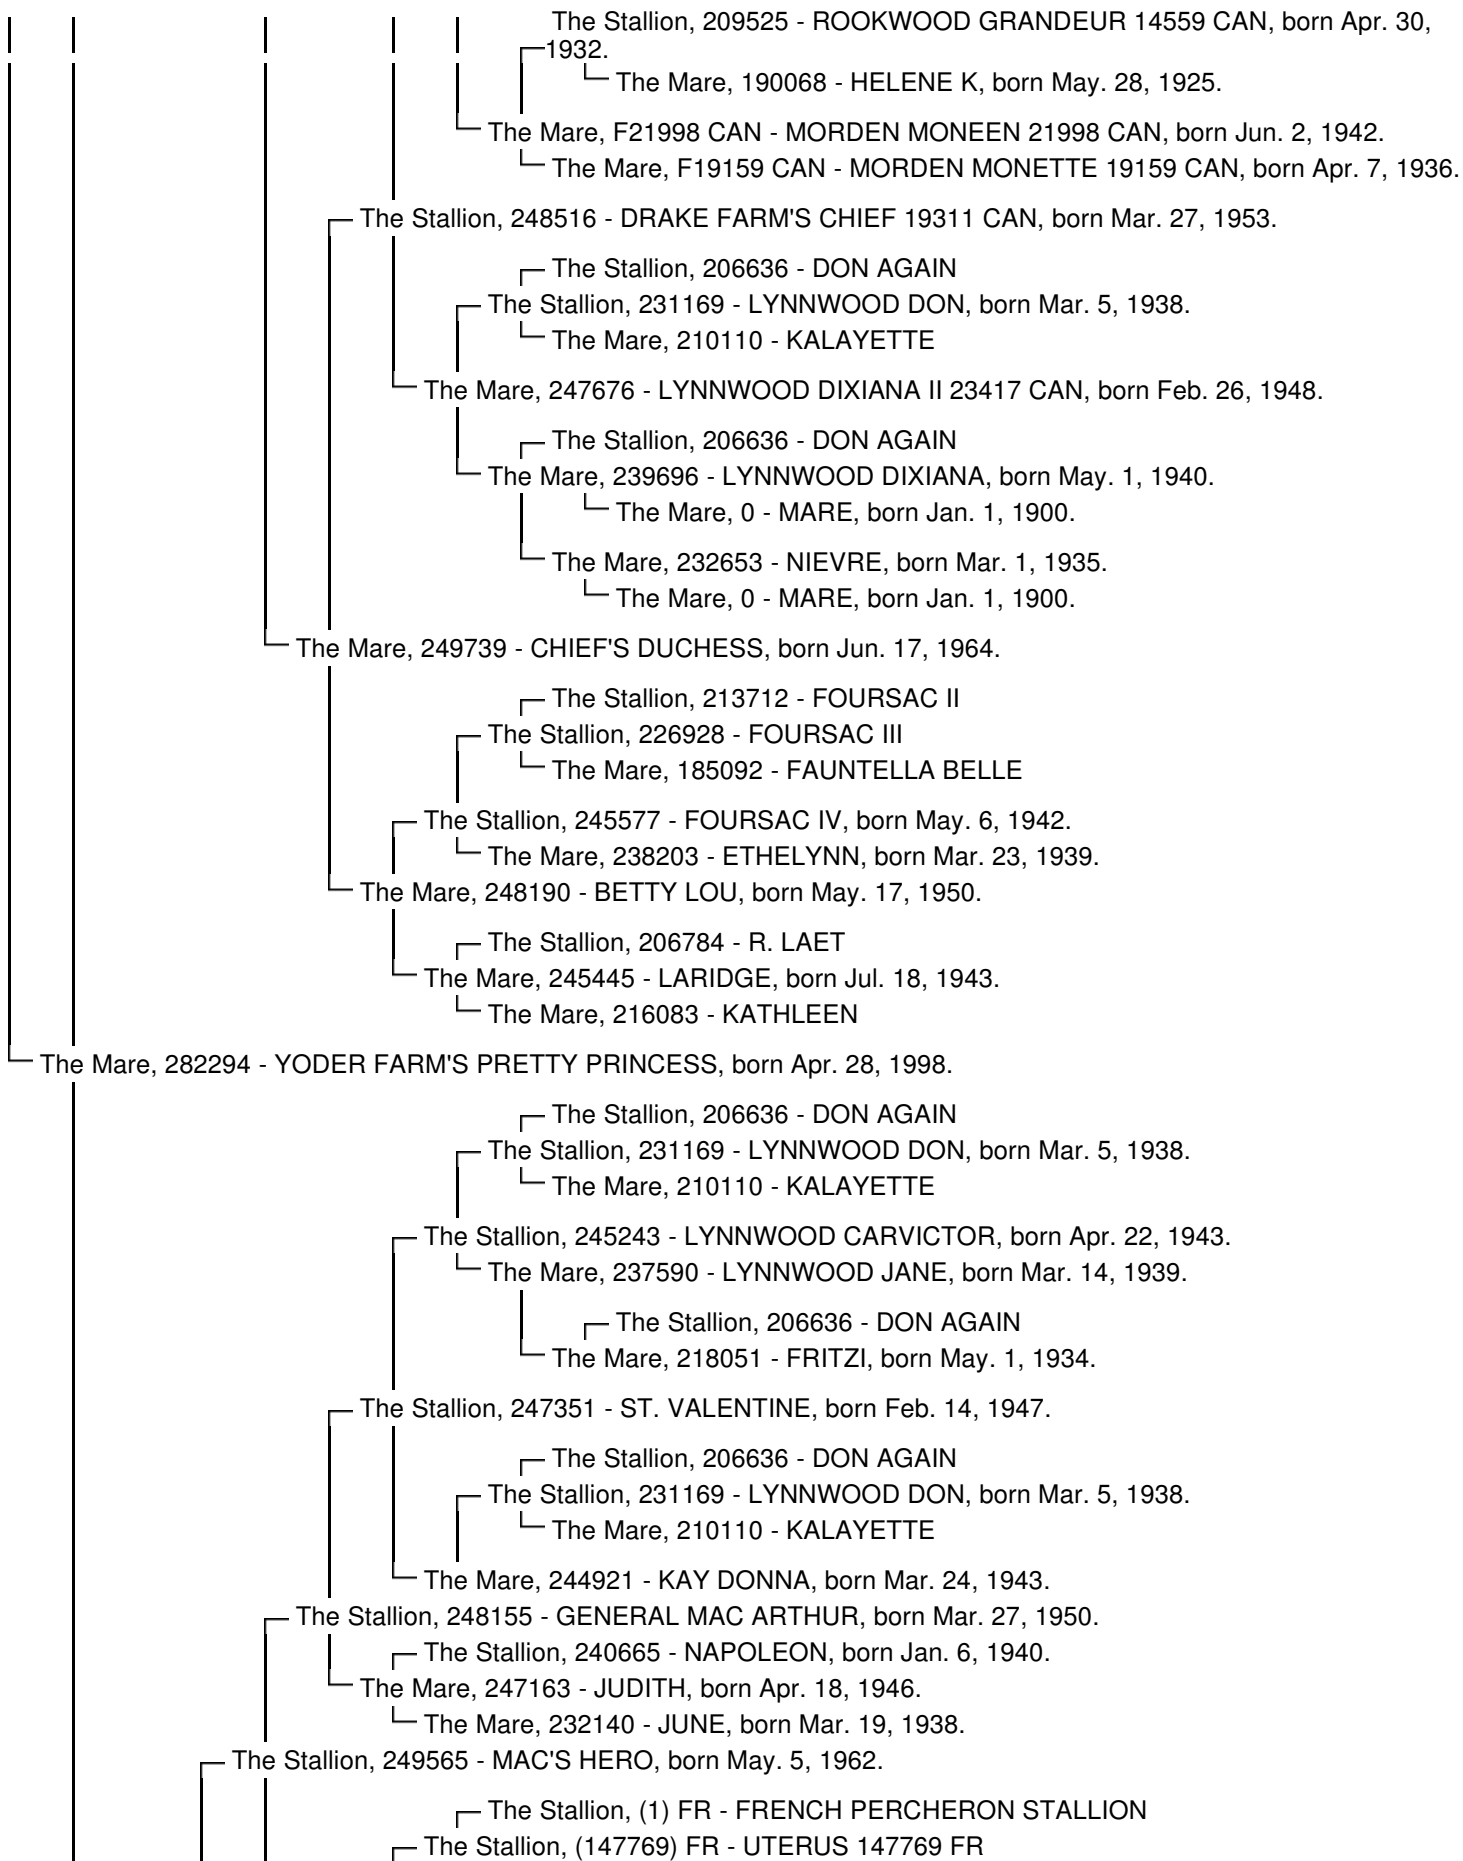 The Stallion, 209525 - ROOKWOOD GRANDEUR 14559 CAN, born Apr. 30,
1932.
The Mare, 190068 - HELENE K, born May. 28, 1925.
The Mare, F21998 CAN - MORDEN MONEEN 21998 CAN, born Jun. 2, 1942.
The Mare, F19159 CAN - MORDEN MONETTE 19159 CAN, born Apr. 7, 1936.
The Stallion, 248516 - DRAKE FARM'S CHIEF 19311 CAN, born Mar. 27, 1953.
The Stallion, 206636 - DON AGAIN
The Stallion, 231169 - LYNNWOOD DON, born Mar. 5, 1938.
The Mare, 210110 - KALAYETTE
The Mare, 247676 - LYNNWOOD DIXIANA II 23417 CAN, born Feb. 26, 1948.
The Stallion, 206636 - DON AGAIN
The Mare, 239696 - LYNNWOOD DIXIANA, born May. 1, 1940.
The Mare, 0 - MARE, born Jan. 1, 1900.
The Mare, 232653 - NIEVRE, born Mar. 1, 1935.
The Mare, 0 - MARE, born Jan. 1, 1900.
The Mare, 249739 - CHIEF'S DUCHESS, born Jun. 17, 1964.
The Stallion, 213712 - FOURSAC II
The Stallion, 226928 - FOURSAC III
The Mare, 185092 - FAUNTELLA BELLE
The Stallion, 245577 - FOURSAC IV, born May. 6, 1942.
The Mare, 238203 - ETHELYNN, born Mar. 23, 1939.
The Mare, 248190 - BETTY LOU, born May. 17, 1950.
The Stallion, 206784 - R. LAET
The Mare, 245445 - LARIDGE, born Jul. 18, 1943.
The Mare, 216083 - KATHLEEN
The Mare, 282294 - YODER FARM'S PRETTY PRINCESS, born Apr. 28, 1998.
The Stallion, 206636 - DON AGAIN
The Stallion, 231169 - LYNNWOOD DON, born Mar. 5, 1938.
The Mare, 210110 - KALAYETTE
The Stallion, 245243 - LYNNWOOD CARVICTOR, born Apr. 22, 1943.
The Mare, 237590 - LYNNWOOD JANE, born Mar. 14, 1939.
The Stallion, 206636 - DON AGAIN
The Mare, 218051 - FRITZI, born May. 1, 1934.
The Stallion, 247351 - ST. VALENTINE, born Feb. 14, 1947.
The Stallion, 206636 - DON AGAIN
The Stallion, 231169 - LYNNWOOD DON, born Mar. 5, 1938.
The Mare, 210110 - KALAYETTE
The Mare, 244921 - KAY DONNA, born Mar. 24, 1943.
The Stallion, 248155 - GENERAL MAC ARTHUR, born Mar. 27, 1950.
The Stallion, 240665 - NAPOLEON, born Jan. 6, 1940.
The Mare, 247163 - JUDITH, born Apr. 18, 1946.
The Mare, 232140 - JUNE, born Mar. 19, 1938.
The Stallion, 249565 - MAC'S HERO, born May. 5, 1962.
The Stallion, (1) FR - FRENCH PERCHERON STALLION
The Stallion, (147769) FR - UTERUS 147769 FR